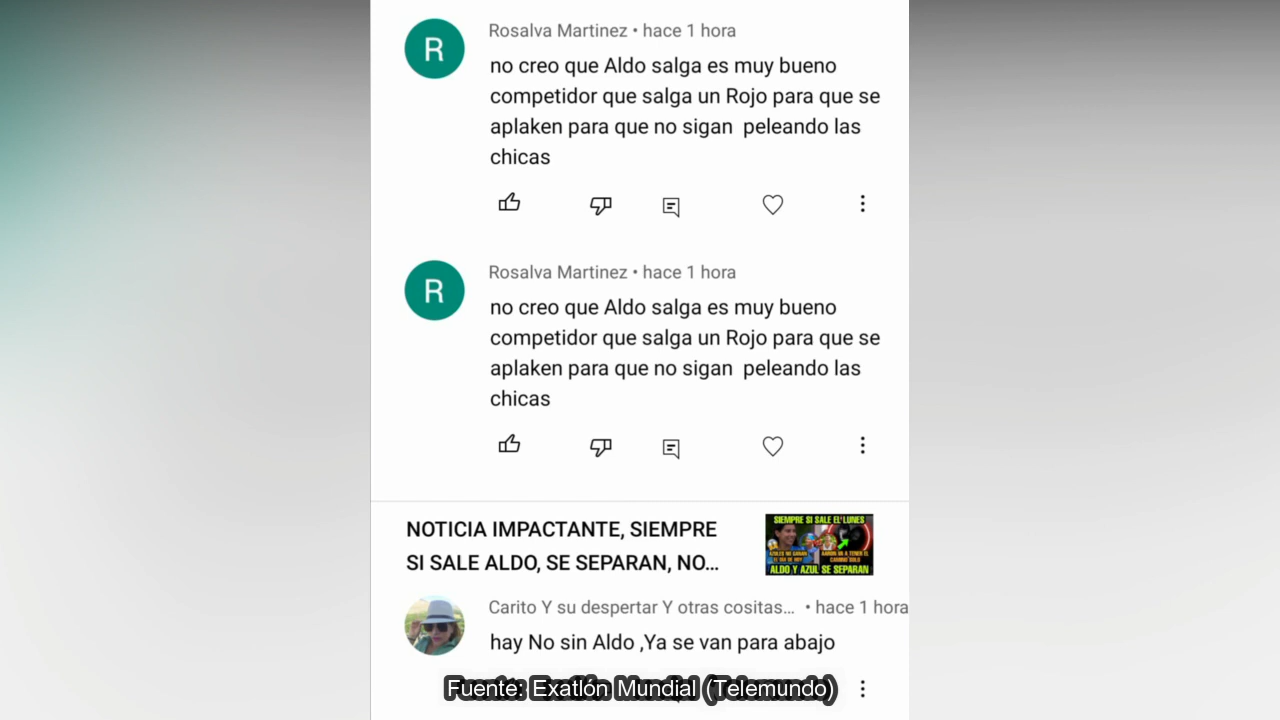 R
Rosalva Martinez • hace 1 hora
no creo que Aldo salga es muy bueno
competidor que salga un Rojo para que se
aplaken para que no sigan peleando las
chicas
R
Rosalva Martinez • hace 1 hora
no creo que Aldo salga es muy bueno
competidor que salga un Rojo para que se
aplaken para que no sigan peleando las
chicas
NOTICIA IMPACTANTE, SIEMPRE
SI SALE ALDO, SE SEPARAN, NO...
SIEMPRE SI SALE EL LUNES
ALDO Y AZUL SE SEPARAN
Carito Y su despertar Y otras cositas... • hace 1 hora
hay No sin Aldo ,Ya se van para abajo
Fuente: Exatlón Mundial (Telemundo)